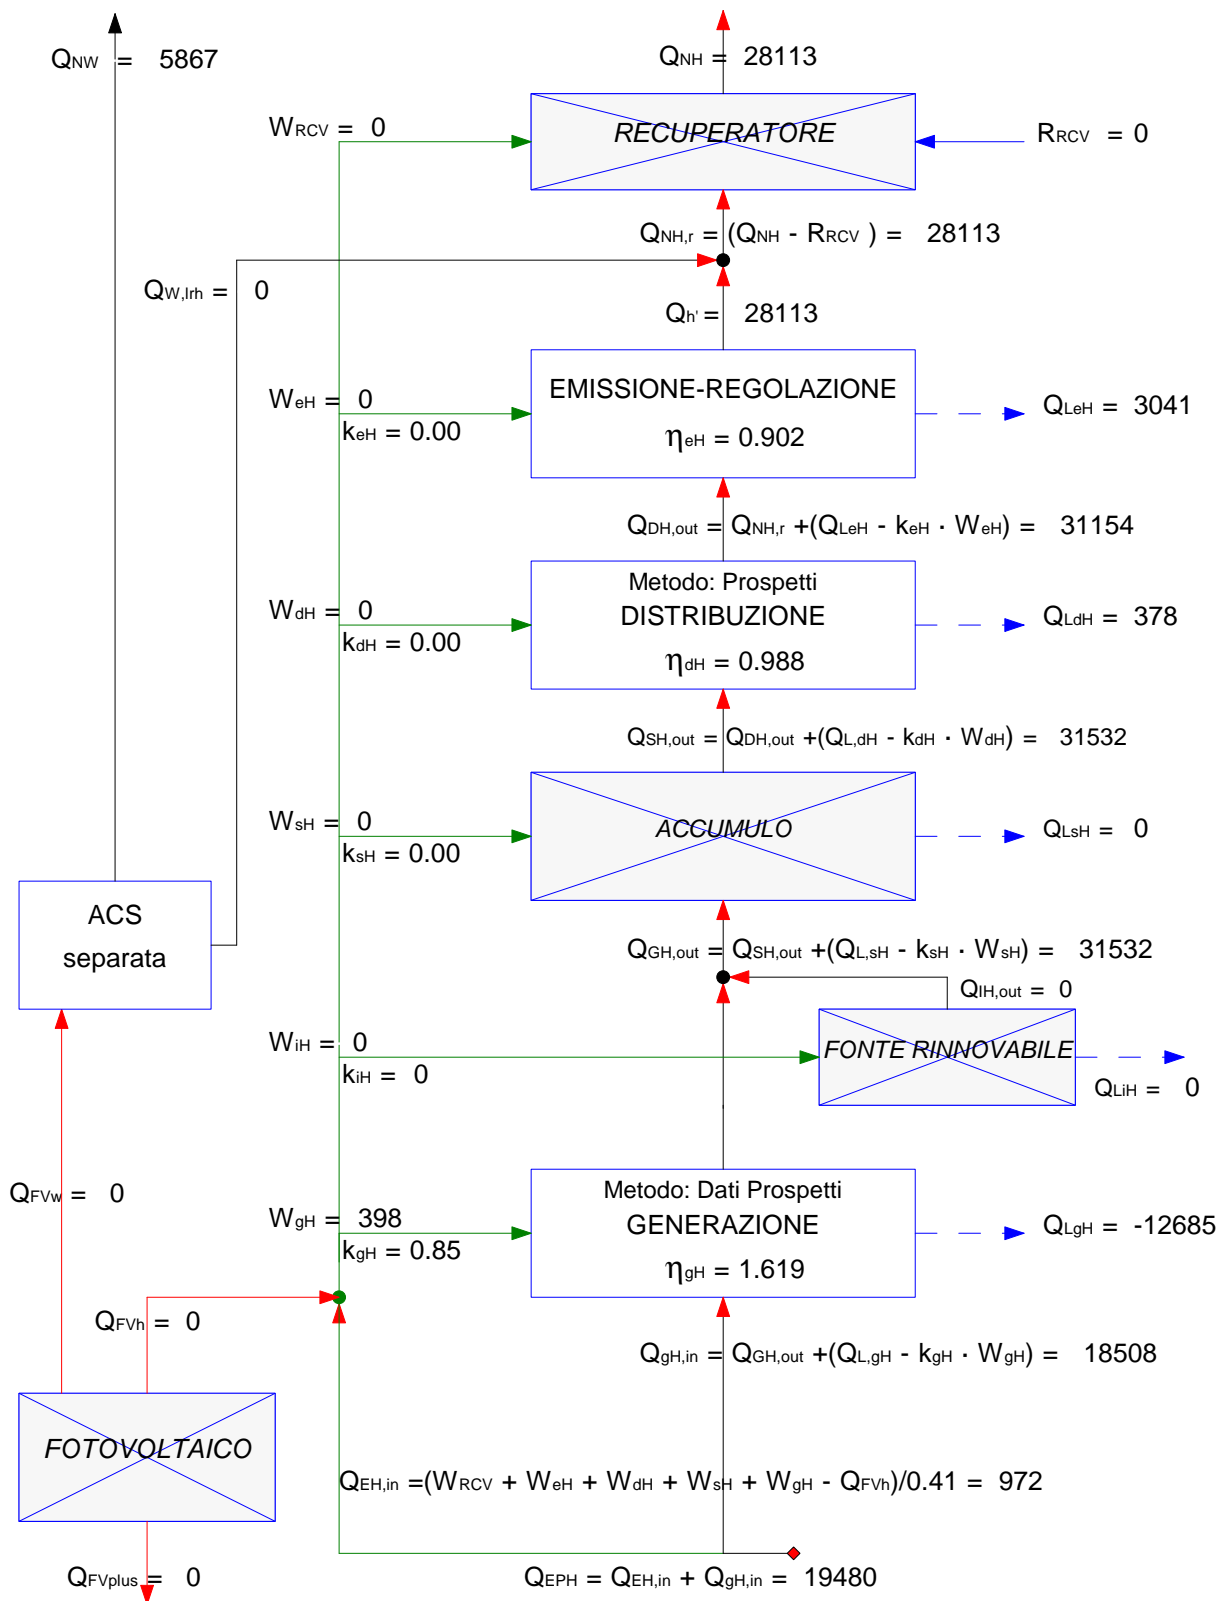 QNW = 5867
QNH = 28113
WRCV = 0
RECUPERATORE
RRCV = 0
QNH,r = (QNH - RRCV ) = 28113
QW,lrh = 0
Qh' = 28113
WeH = 0
keH = 0.00
EMISSIONE-REGOLAZIONE
ηeH = 0.902
QLeH = 3041
QDH,out = QNH,r +(QLeH - keH · WeH) = 31154
WdH = 0
kdH = 0.00
Metodo: Prospetti
DISTRIBUZIONE
ηdH = 0.988
QLdH = 378
QSH,out = QDH,out +(QL,dH - kdH · WdH) = 31532
WsH = 0
ksH = 0.00
ACCUMULO
QLsH = 0
ACS
separata
QGH,out = QSH,out +(QL,sH - ksH · WsH) = 31532
QIH,out = 0
WiH = 0
kiH = 0
FONTE RINNOVABILE
QLiH = 0
QFVw = 0
WgH = 398
kgH = 0.85
Metodo: Dati Prospetti
GENERAZIONE
ηgH = 1.619
QLgH = -12685
QFVh = 0
QgH,in = QGH,out +(QL,gH - kgH · WgH) = 18508
FOTOVOLTAICO
QEH,in =(WRCV + WeH + WdH + WsH + WgH - QFVh)/0.41 = 972
QFVplus = 0
QEPH = QEH,in + QgH,in = 19480